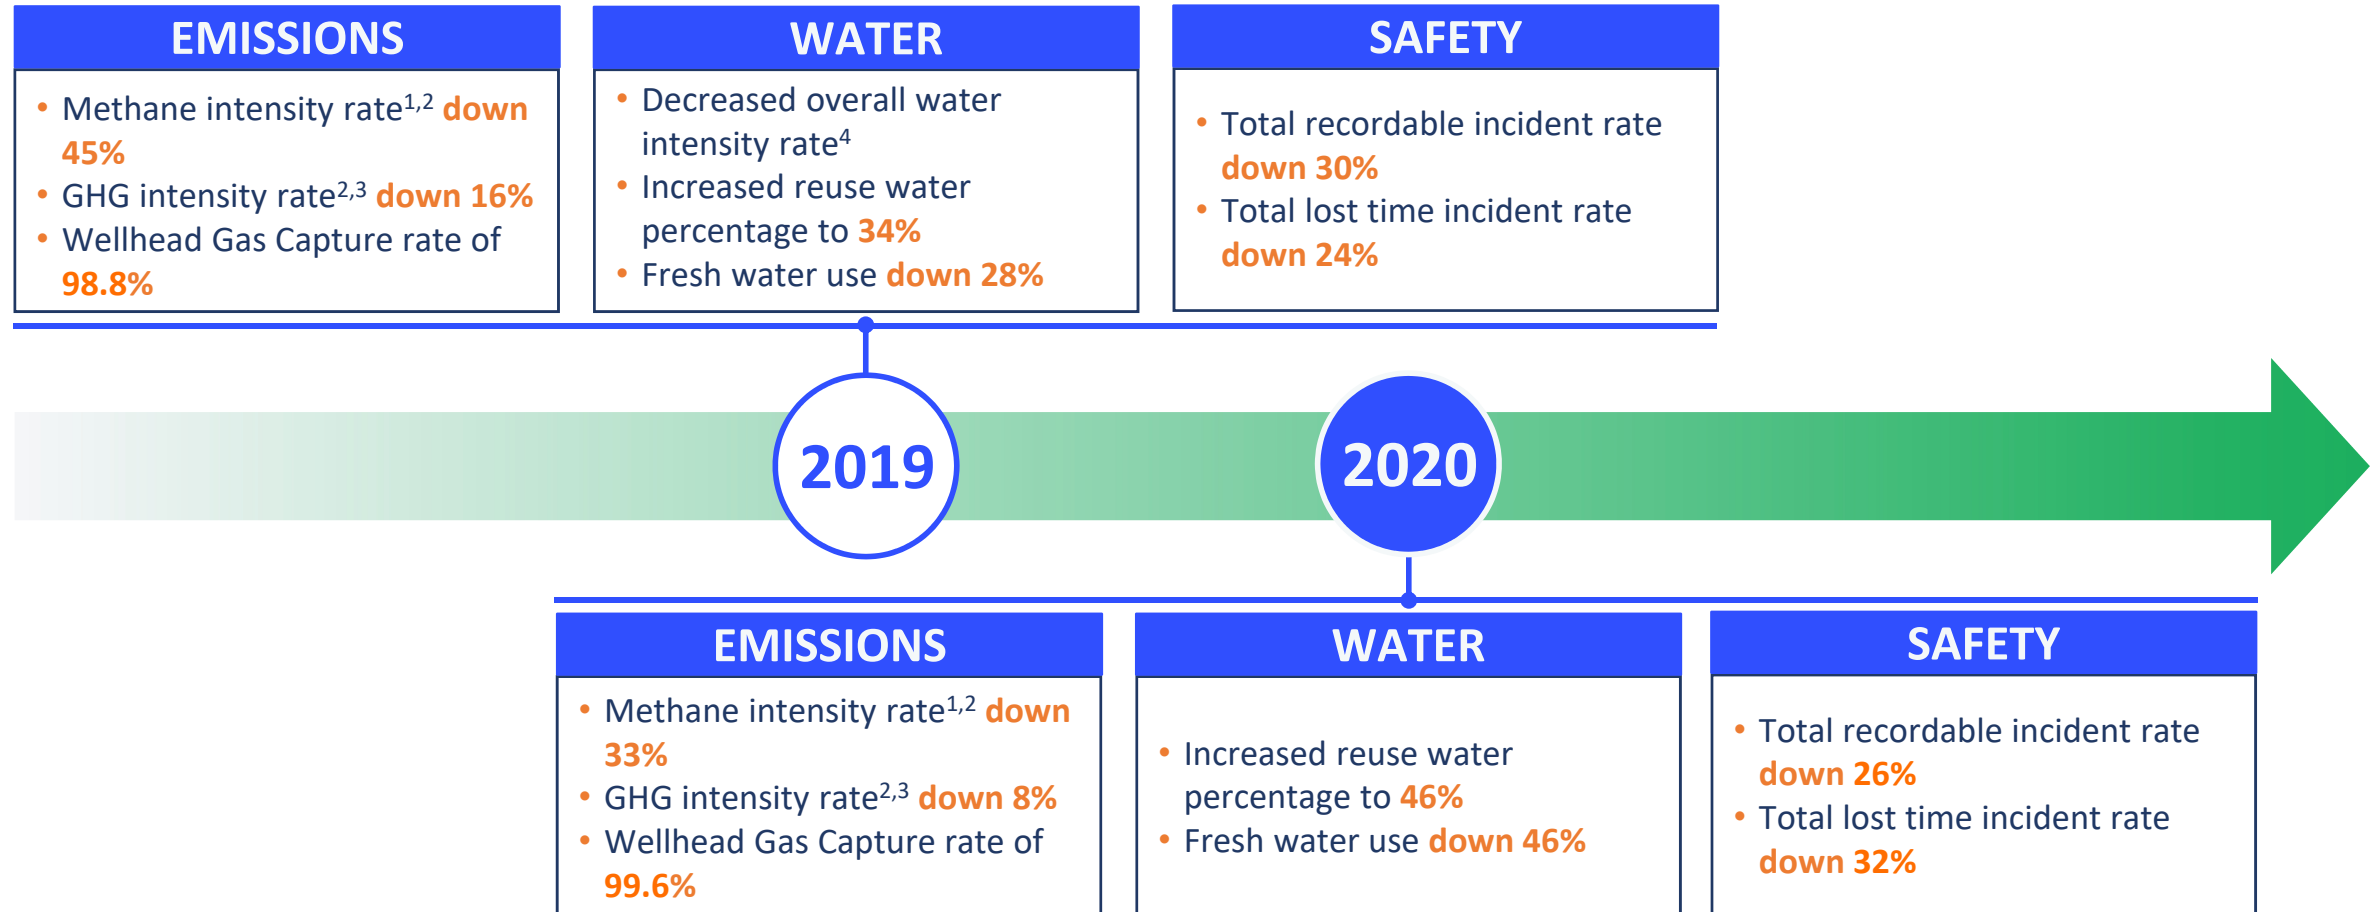 EMISSIONS
• Methane intensity rate1,2 down
45%
• GHG intensity rate2,3 down 16%
• Wellhead Gas Capture rate of
98.8%
WATER
• Decreased overall water
intensity rate4
• Increased reuse water
percentage to 34%
• Fresh water use down 28%
SAFETY
• Total recordable incident rate
down 30%
• Total lost time incident rate
down 24%
2019
2020
EMISSIONS
• Methane intensity rate1,2 down
33%
• GHG intensity rate2,3 down 8%
• Wellhead Gas Capture rate of
99.6%
WATER
• Increased reuse water
percentage to 46%
• Fresh water use down 46%
SAFETY
• Total recordable incident rate
down 26%
• Total lost time incident rate
down 32%